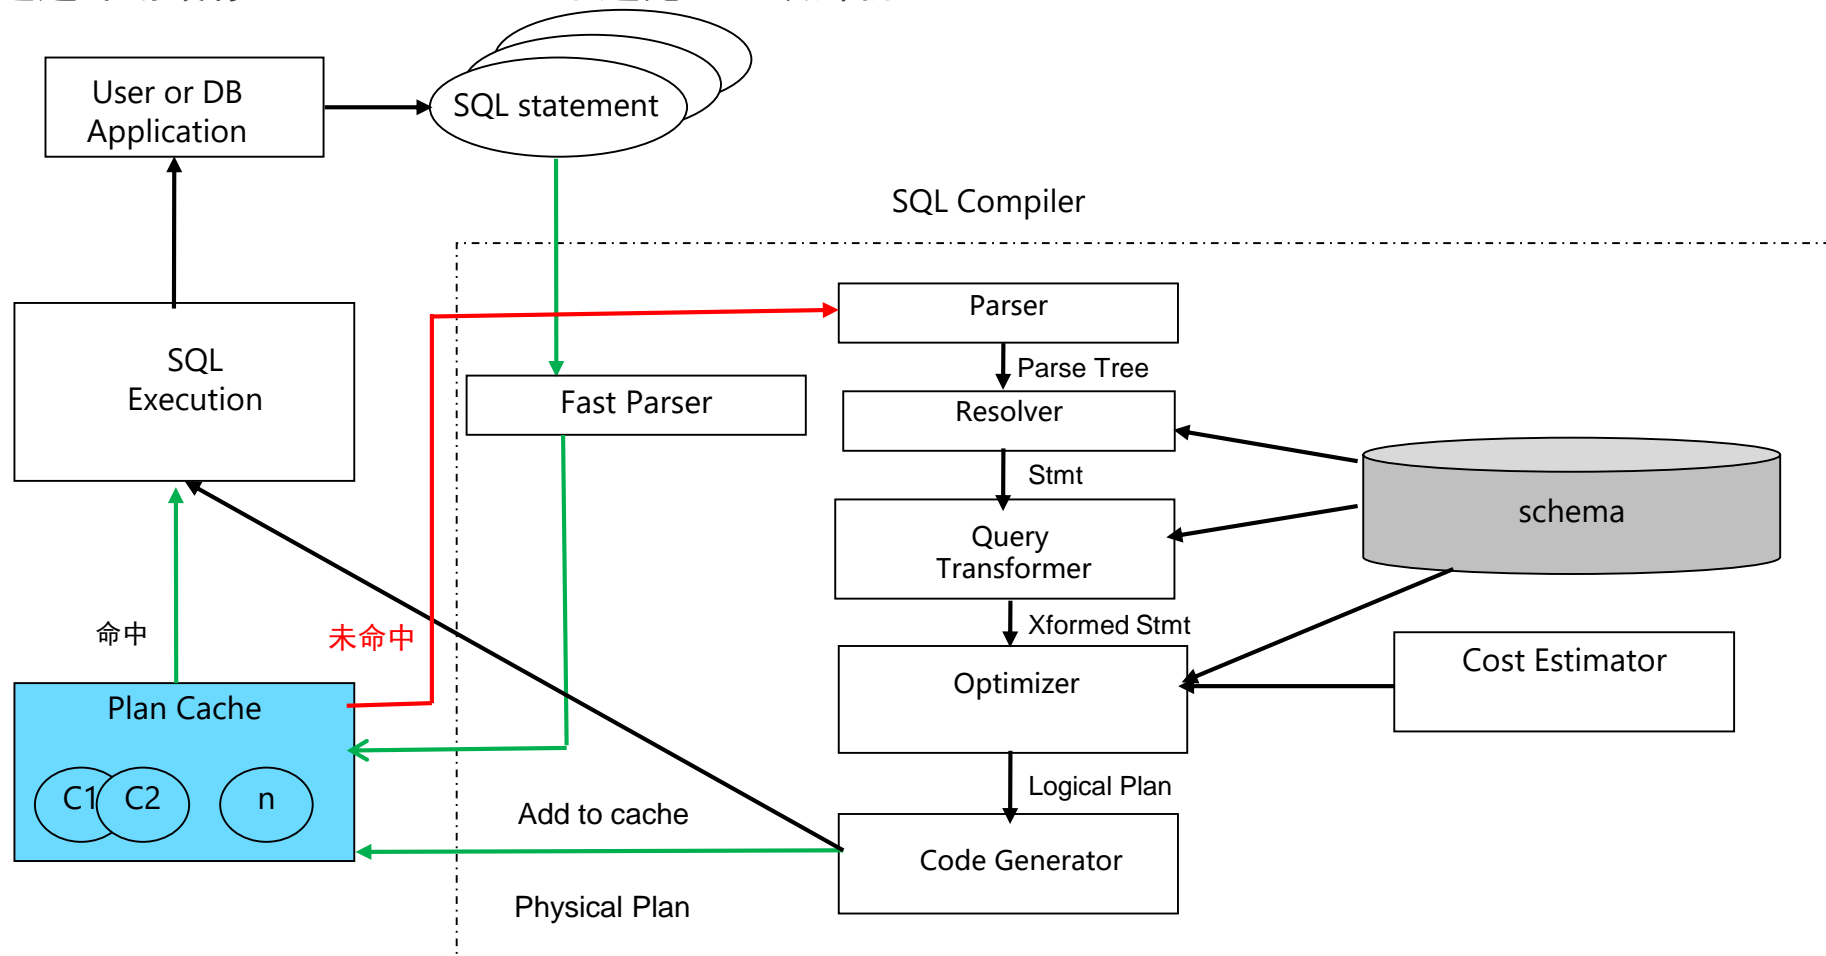 User or DB
Application
SQL statement
SQL Compiler
SQL
Execution
Parser
Parse Tree
Fast Parser
Resolver
Stmt
schema
Query
Transformer
命中
未命中
Xformed Stmt
Cost Estimator
Optimizer
Plan Cache
C1
C2
n
Logical Plan
Add to cache
Code Generator
Physical Plan